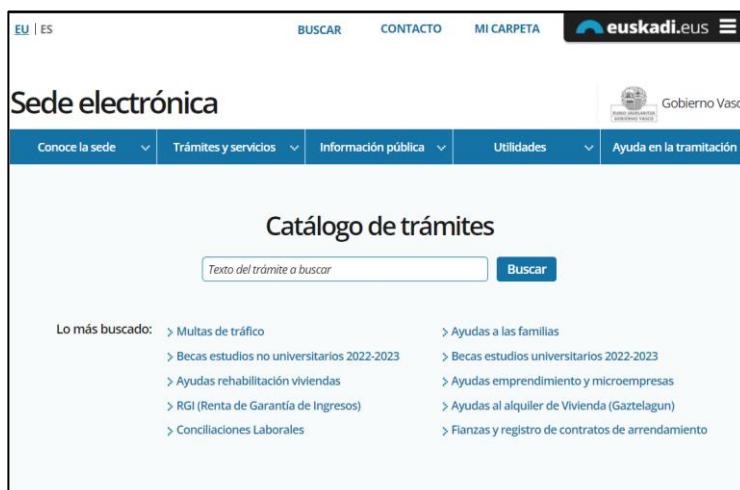 EU | ES BUSCAR CONTACTO MI CARPETA euskadi.eus
Sede electrónica
EUSKO JAURLARITZA
GOBIERNO VASCO
Gobierno Vasc
Conoce la sede Trámites y servicios Información pública Utilidades Ayuda en la tramitación
Catálogo de trámites
Texto del trámite a buscar Buscar
Lo más buscado: > Multas de tráfico > Ayudas a las familias
> Becas estudios no universitarios 2022-2023 > Becas estudios universitarios 2022-2023
> Ayudas rehabilitación viviendas > Ayudas emprendimiento y microempresas
> RGI (Renta de Garantía de Ingresos) > Ayudas al alquiler de Vivienda (Gaztelagun)
> Conciliaciones Laborales > Fianzas y registro de contratos de arrendamiento